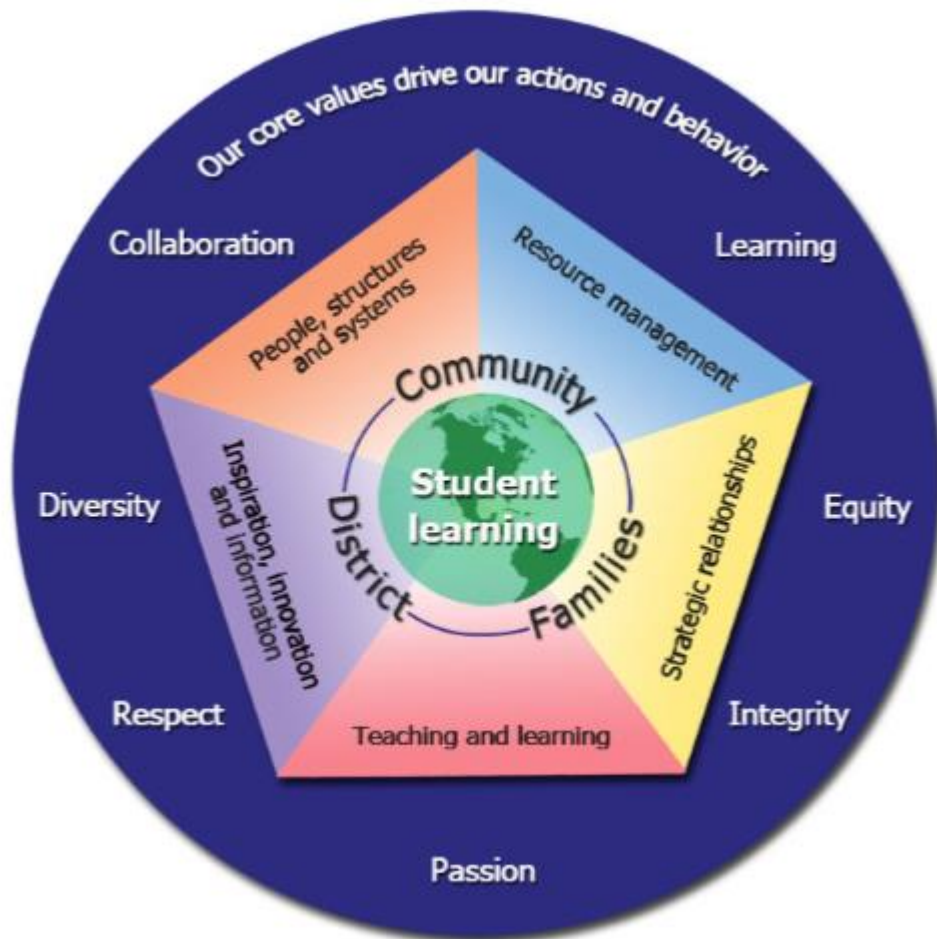 Our core values drive our actions and behavior
Collaboration
Learning
People, structures
and systems
Resource management
Community
Student
learning
District
Families
Diversity
Equity
Inspiration, innovation
and information
Strategic relationships
Respect
Integrity
Teaching and learning
Passion